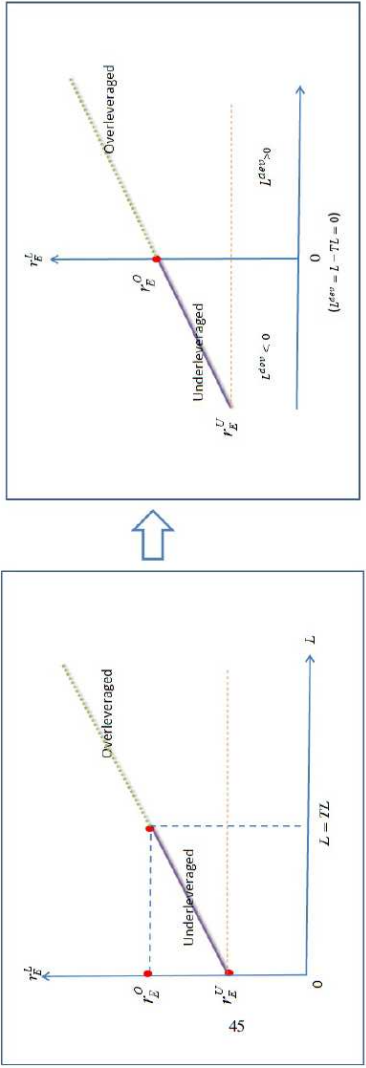 r_E^L
r_E^O
r_E^U
Underleveraged
Overleveraged
0
L = TL
L
45
r_E^L
r_E^O
r_E^U
Underleveraged
Overleveraged
L^{dev} < 0
L^{dev}>0
0
(L^{dev} = L − TL = 0)